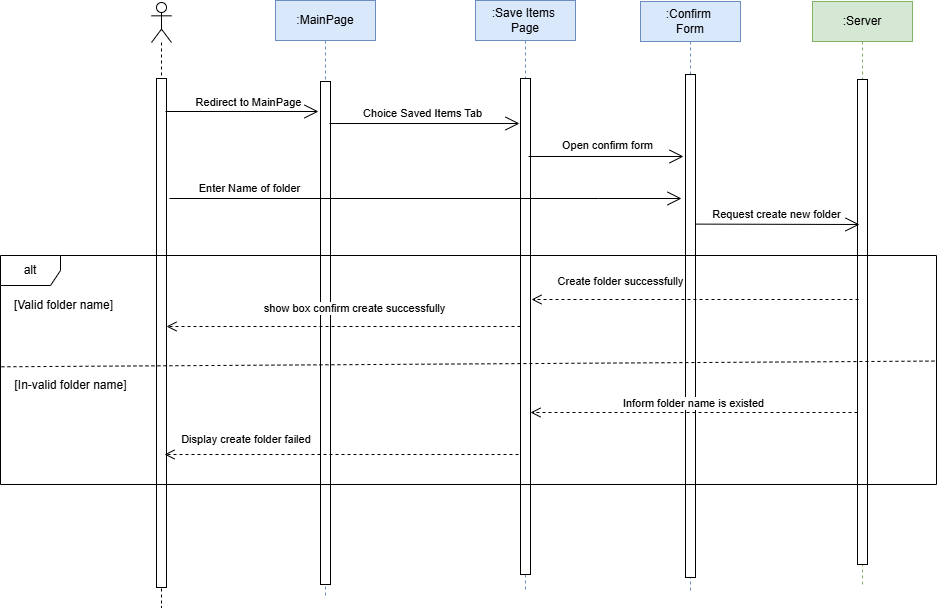 :MainPage
:Save Items
Page
:Confirm
Form
:Server
Redirect to MainPage
Choice Saved Items Tab
Open confirm form
Enter Name of folder
Request create new folder
alt
Create folder successfully
[Valid folder name]
show box confirm create successfully
[In-valid folder name]
Inform folder name is existed
Display create folder failed